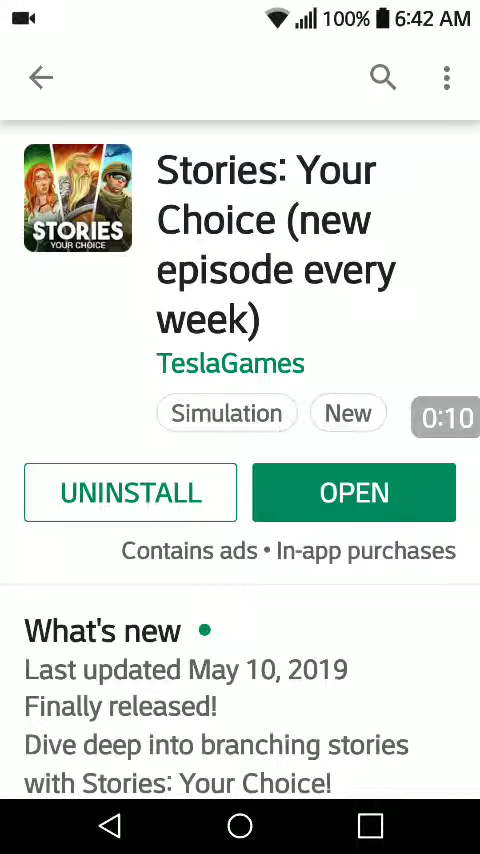 100% 6:42 AM
STORIES
YOUR CHOICE
Stories: Your
Choice (new
episode every
week)
TeslaGames
Simulation New
0:10
UNINSTALL OPEN
Contains ads • In-app purchases
What's new
Last updated May 10, 2019
Finally released!
Dive deep into branching stories
with Stories: Your Choice!